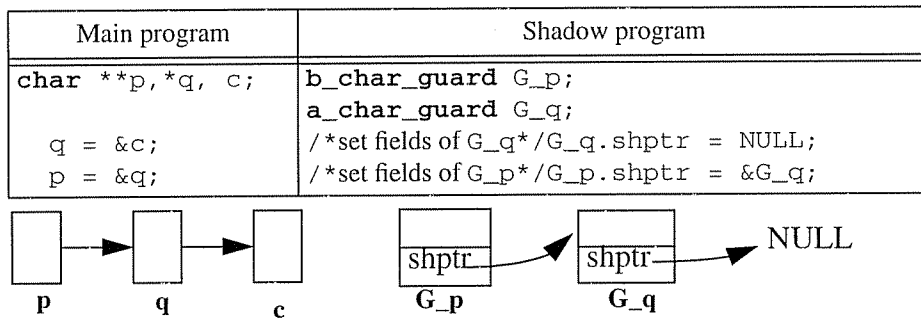 Main program Shadow program
char **p,*q, c; b_char_guard G_p;
a_char_guard G_q;
q = &c; /*set fields of G_q*/G_q.shptr = NULL;
p = &q; /*set fields of G_p*/G_p.shptr = &G_q;
shptr shptr NULL
p q c G_p G_q